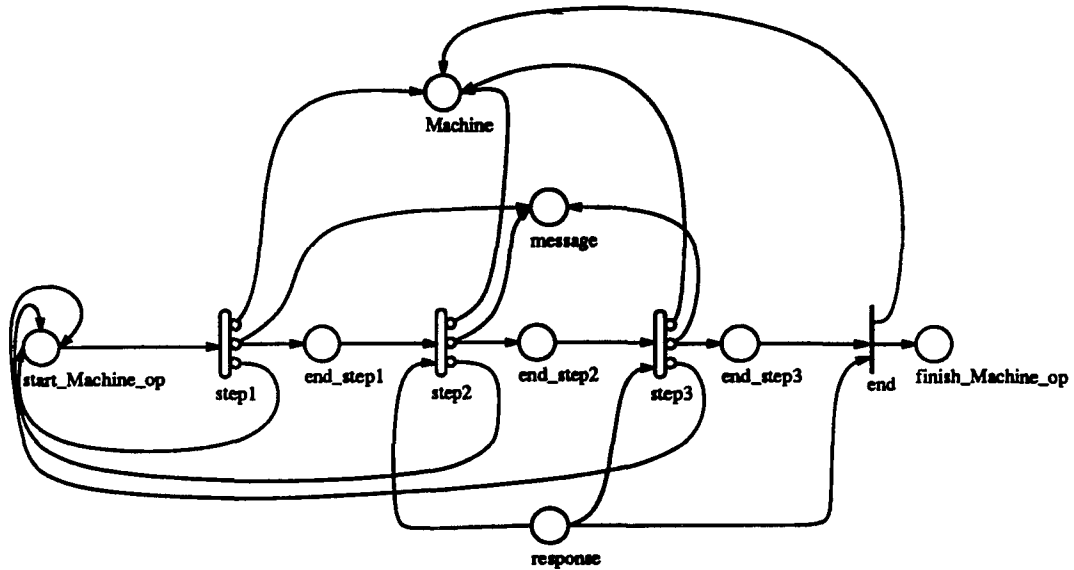 Machine
message
start_Machine_op
step1
end_step1
step2
end_step2
step3
end_step3
end
finish_Machine_op
response